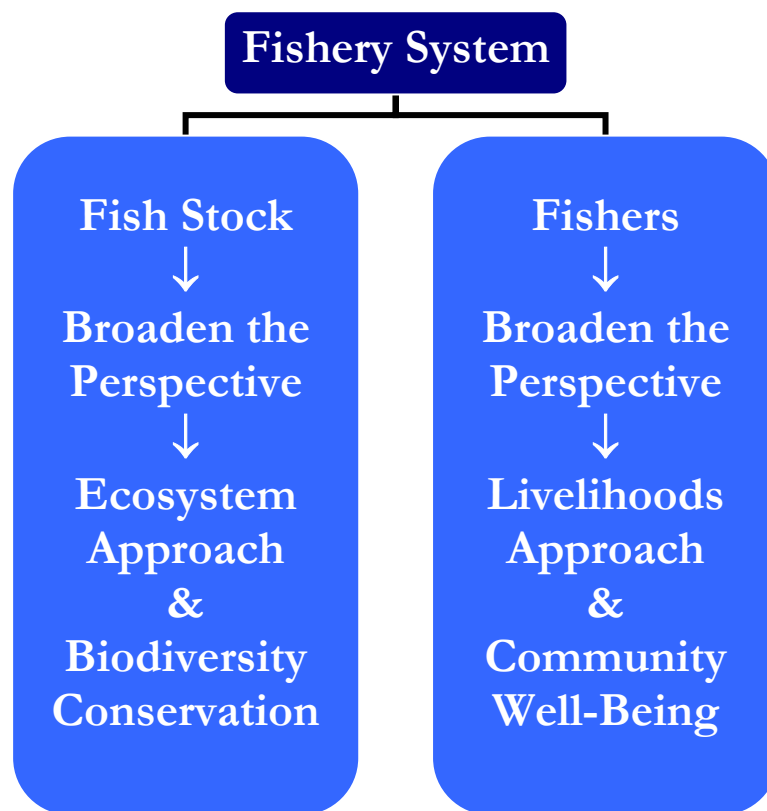 Fishery System
Fish Stock
↓
Broaden the
Perspective
↓
Ecosystem
Approach
&
Biodiversity
Conservation
Fishers
↓
Broaden the
Perspective
↓
Livelihoods
Approach
&
Community
Well-Being